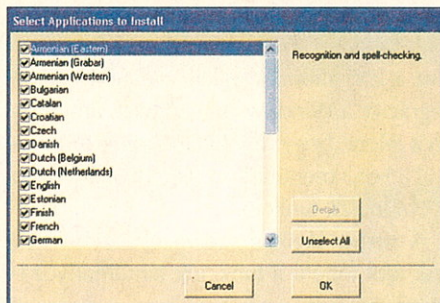 Select Applications to Install
Armenian (Eastern)
Armenian (Grabar)
Armenian (Western)
Bulgarian
Catalan
Croatian
Czech
Danish
Dutch (Belgium)
Dutch (Netherlands)
English
Estonian
Finish
French
German
Recognition and spell-checking.
Details
Unselect All
Cancel
OK